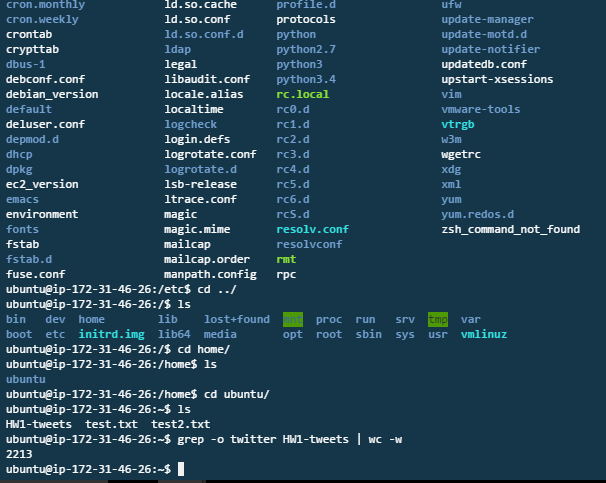 cron.monthly ld.so.cache profile.d ufw
cron.weekly ld.so.conf protocols update-manager
crontab ld.so.conf.d python update-motd.d
crypttab ldap python2.7 update-notifier
dbus-1 legal python3 updatedb.conf
debconf.conf libaudit.conf python3.4 upstart-xsessions
debian_version locale.alias rc.local vim
default localtime rc0.d vmware-tools
deluser.conf logcheck rc1.d vtrgb
depmod.d login.defs rc2.d w3m
dhcp logrotate.conf rc3.d wgetrc
dpkg logrotate.d rc4.d xdg
ec2_version lsb-release rc5.d xml
emacs ltrace.conf rc6.d yum
environment magic rcS.d yum.redos.d
fonts magic.mime resolv.conf zsh_command_not_found
fstab mailcap resolvconf
fstab.d mailcap.order rmt
fuse.conf manpath.config rpc
ubuntu@ip-172-31-46-26:/etc$ cd ../
ubuntu@ip-172-31-46-26:/$ ls
bin dev home lib lost+found mnt proc run srv tmp var
boot etc initrd.img lib64 media opt root sbin sys usr vmlinuz
ubuntu@ip-172-31-46-26:/$ cd home/
ubuntu@ip-172-31-46-26:/home$ ls
ubuntu
ubuntu@ip-172-31-46-26:/home$ cd ubuntu/
ubuntu@ip-172-31-46-26:~$ ls
HW1-tweets test.txt test2.txt
ubuntu@ip-172-31-46-26:~$ grep -o twitter HW1-tweets | wc -w
2213
ubuntu@ip-172-31-46-26:~$